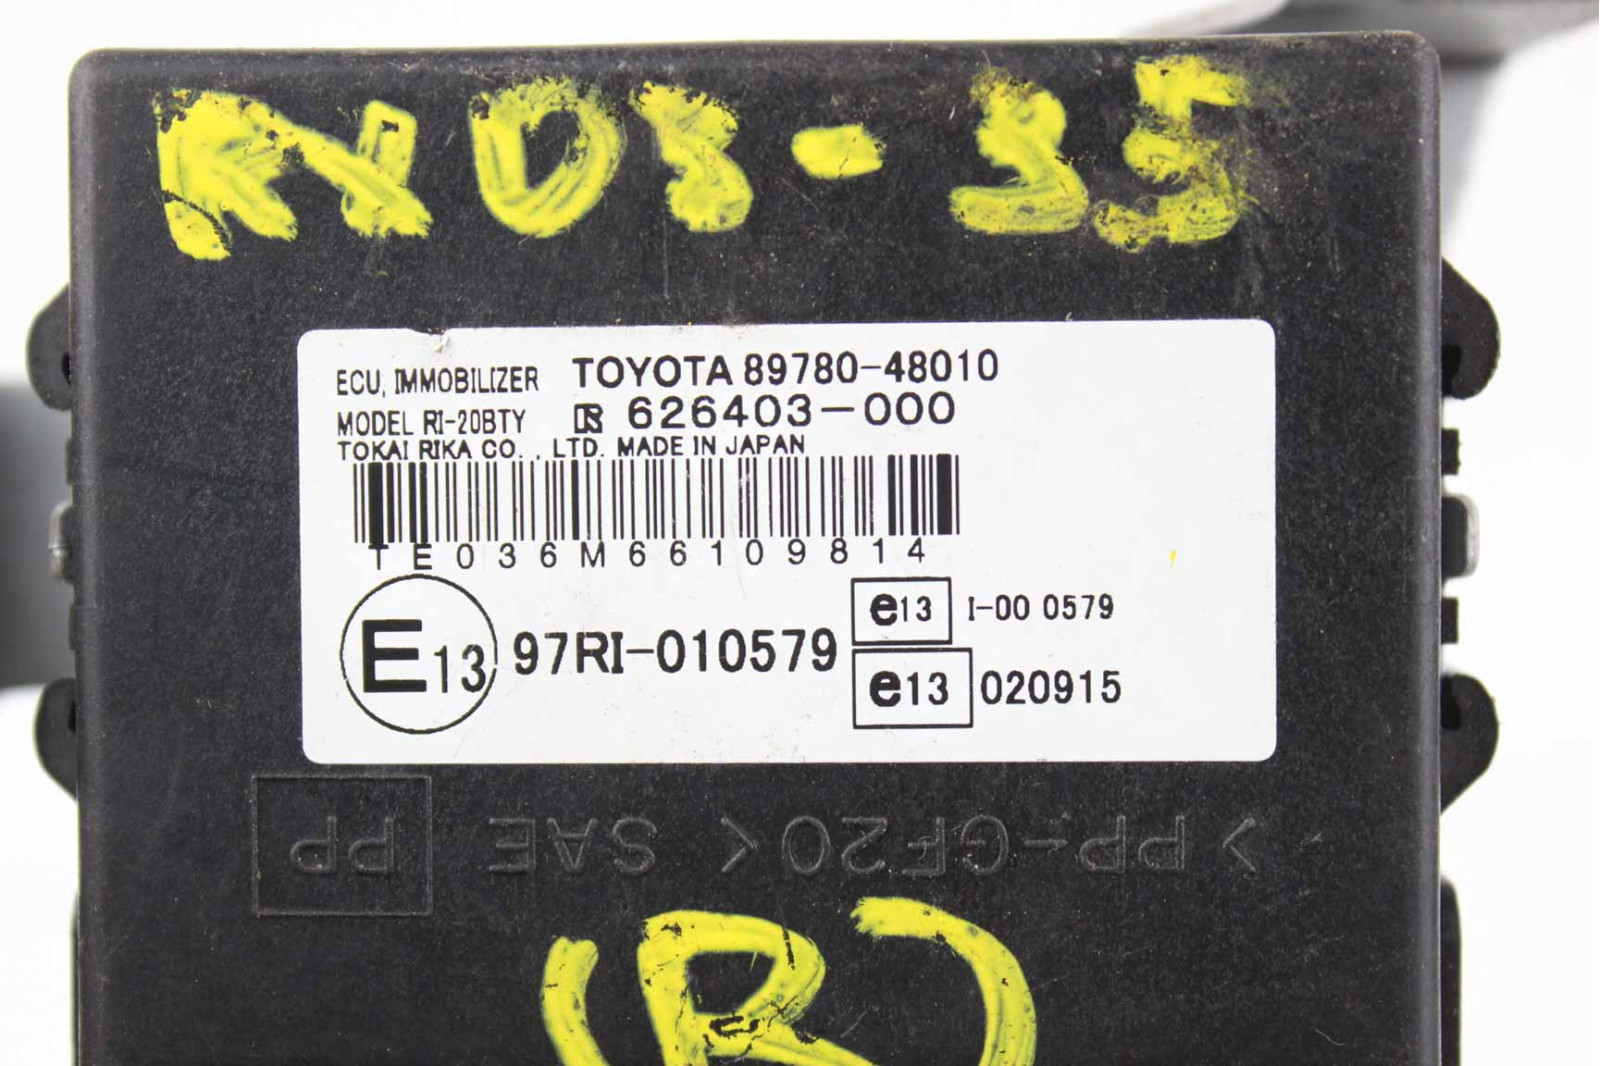 RX03-35
ECU, IMMOBILIZER TOYOTA 89780-48010
MODEL RI-20BTY 626403-000
TOKAI RIKA CO., LTD. MADE IN JAPAN
TE036M66109814
E13 97RI-010579
e13 I-00 0579
e13 020915
>PP-GF20< SAE PP
(R)